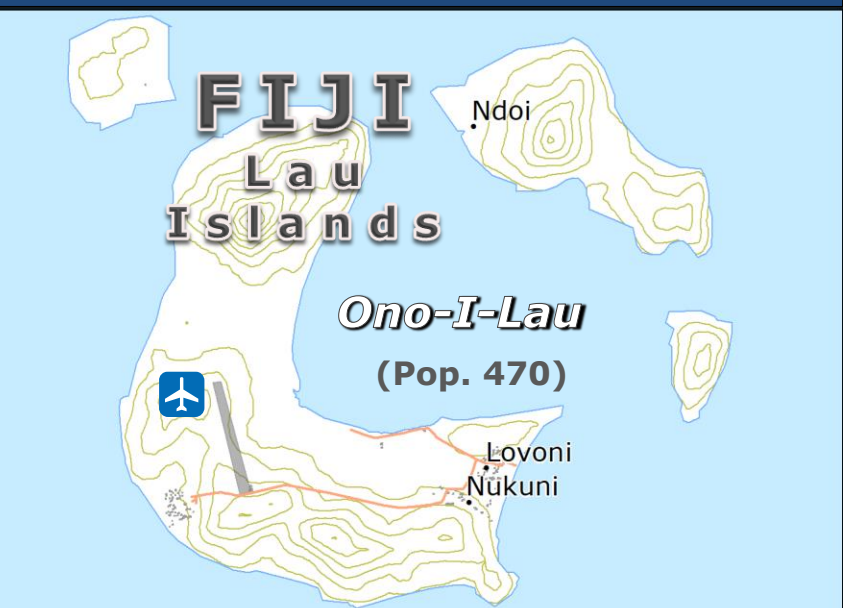 FIJI
Lau
Islands
Ndoi
Ono-I-Lau
(Pop. 470)
Lovoni
Nukuni